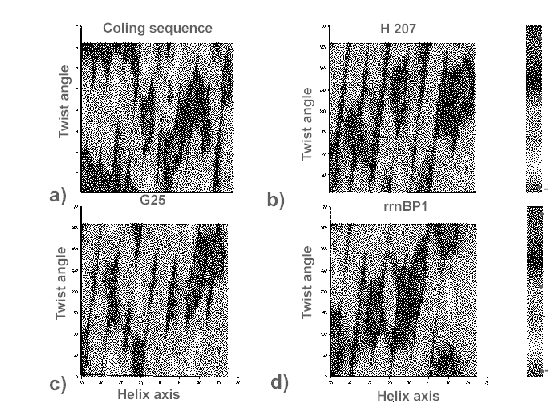 Coling sequence
H 207
Twist angle
Twist angle
a)
b)
G25
rrnBP1
Twist angle
Twist angle
c)
d)
Helix axis
Helix axis